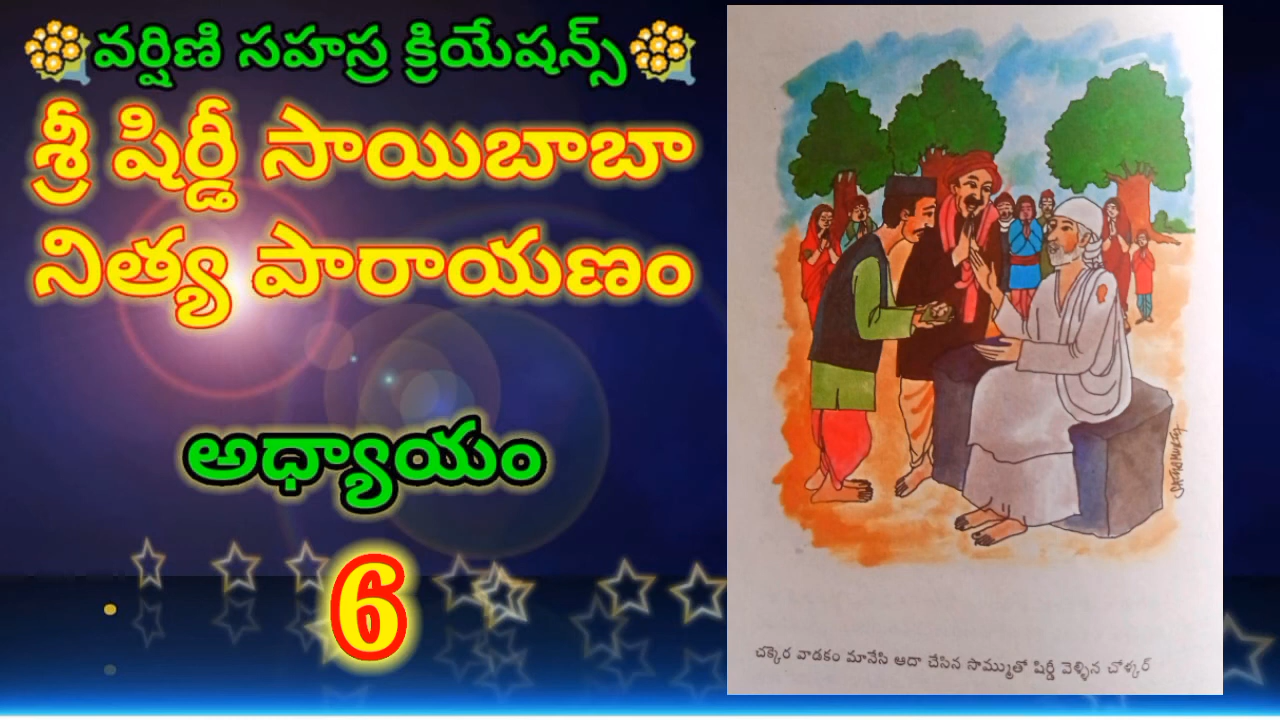 వర్షిణి సహస్ర క్రియేషన్స్
శ్రీ షిర్డీ సాయిబాబా
నిత్య పారాయణం
అధ్యాయం
6
చక్కెర వాడకం మానేసి ఆదా చేసిన సొమ్ముతో షిర్డీ వెళ్ళిన చోళ్కర్